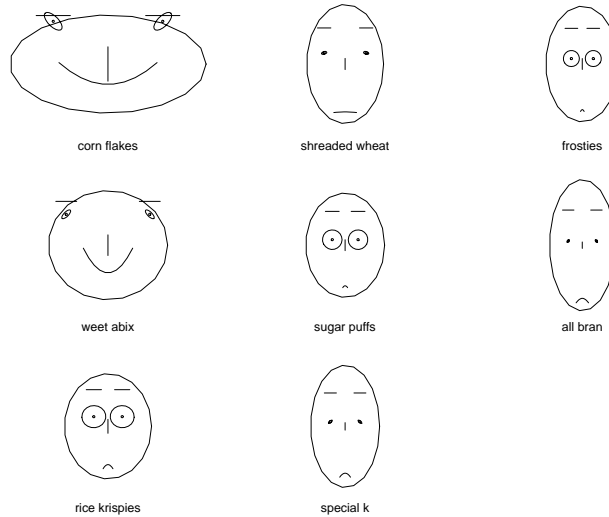 corn flakes
shreaded wheat
frosties
weet abix
sugar puffs
all bran
rice krispies
special k